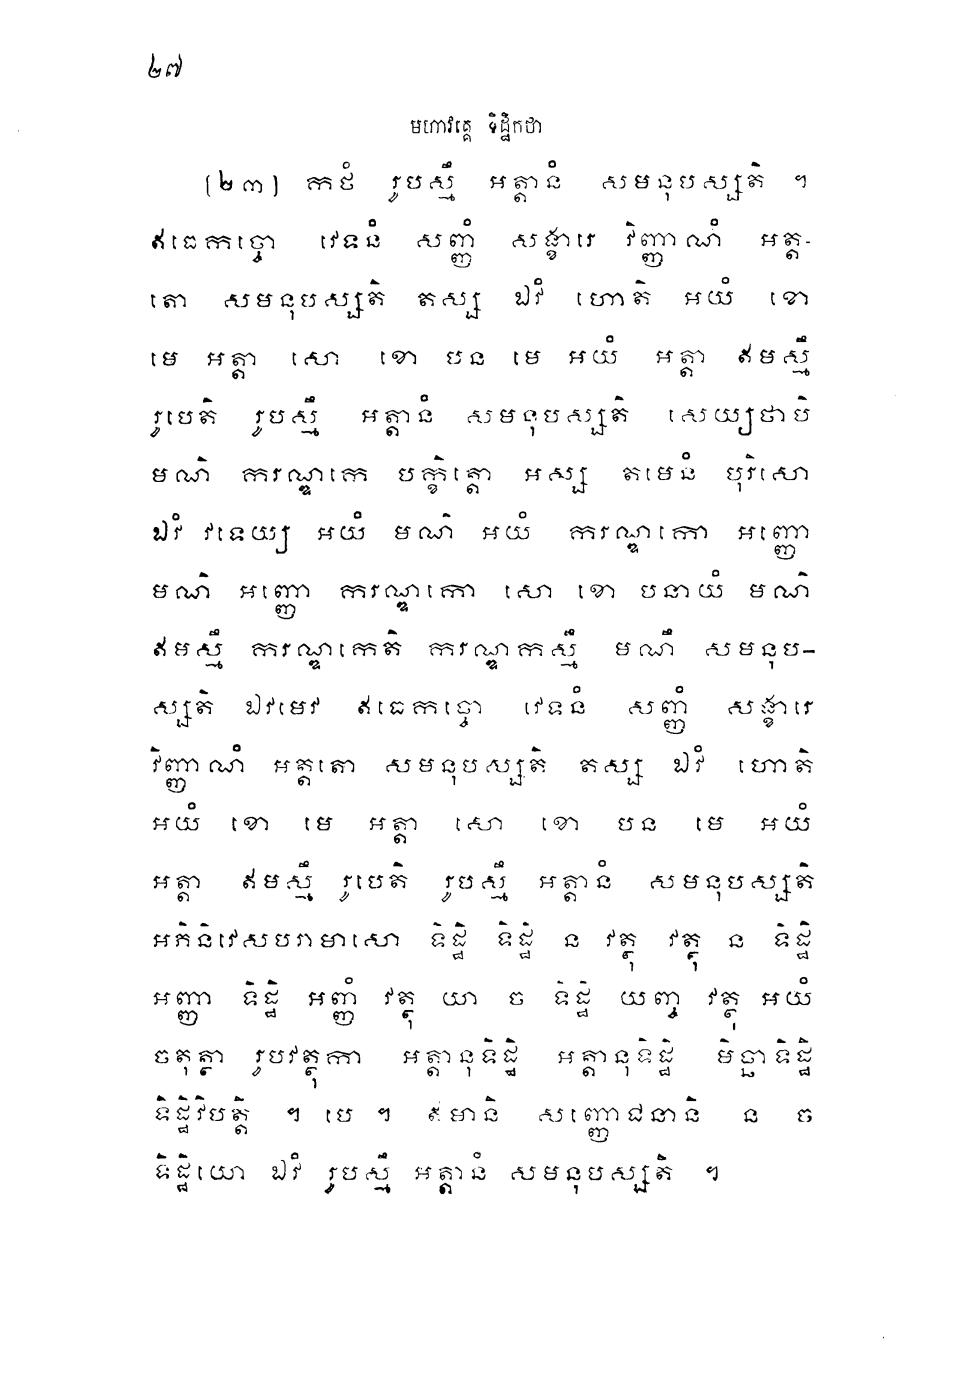 ២៧
មហាវគ្គេ ទិដ្ឋិកថា
(២៣) កថំ រូបស្មឹ អត្តានំ សមនុបស្សតិ ។
ឥធេកច្ចោ វេទនំ សញ្ញំ សង្ខារេ វិញ្ញាណំ អត្ត-
តោ សមនុបស្សតិ តស្ស ឯវំ ហោតិ អយំ ខោ
មេ អត្តា សោ ខោ បន មេ អយំ អត្តា ឥមស្មឹ
រូបេតិ រូបស្មឹ អត្តានំ សមនុបស្សតិ សេយ្យថាបិ
មណិ ករណ្ឌកេ បក្ខិត្តោ អស្ស តមេនំ បុរិសោ
ឯវំ វទេយ្យ អយំ មណិ អយំ ករណ្ឌកោ អញ្ញោ
មណិ អញ្ញោ ករណ្ឌកោ សោ ខោ បនាយំ មណិ
ឥមស្មឹ ករណ្ឌកេតិ ករណ្ឌកស្មឹ មណឹ សមនុប-
ស្សតិ ឯវមេវ ឥធេកច្ចោ វេទនំ សញ្ញំ សង្ខារេ
វិញ្ញាណំ អត្តតោ សមនុបស្សតិ តស្ស ឯវំ ហោតិ
អយំ ខោ មេ អត្តា សោ ខោ បន មេ អយំ
អត្តា ឥមស្មឹ រូបេតិ រូបស្មឹ អត្តានំ សមនុបស្សតិ
អភិនិវេសបរាមាសោ ទិដ្ឋិ ទិដ្ឋិ ន វត្ថុ វត្ថុ ន ទិដ្ឋិ
អញ្ញា ទិដ្ឋិ អញ្ញំ វត្ថុ យា ច ទិដ្ឋិ យញ្ច វត្ថុ អយំ
ចតុត្ថា រូបវត្ថុកា អត្តានុទិដ្ឋិ អត្តានុទិដ្ឋិ មិច្ឆាទិដ្ឋិ
ទិដ្ឋិវិបត្តិ ។ បេ ។ ឥមានិ សញ្ញោជនានិ ន ច
ទិដ្ឋិយោ ឯវំ រូបស្មឹ អត្តានំ សមនុបស្សតិ ។